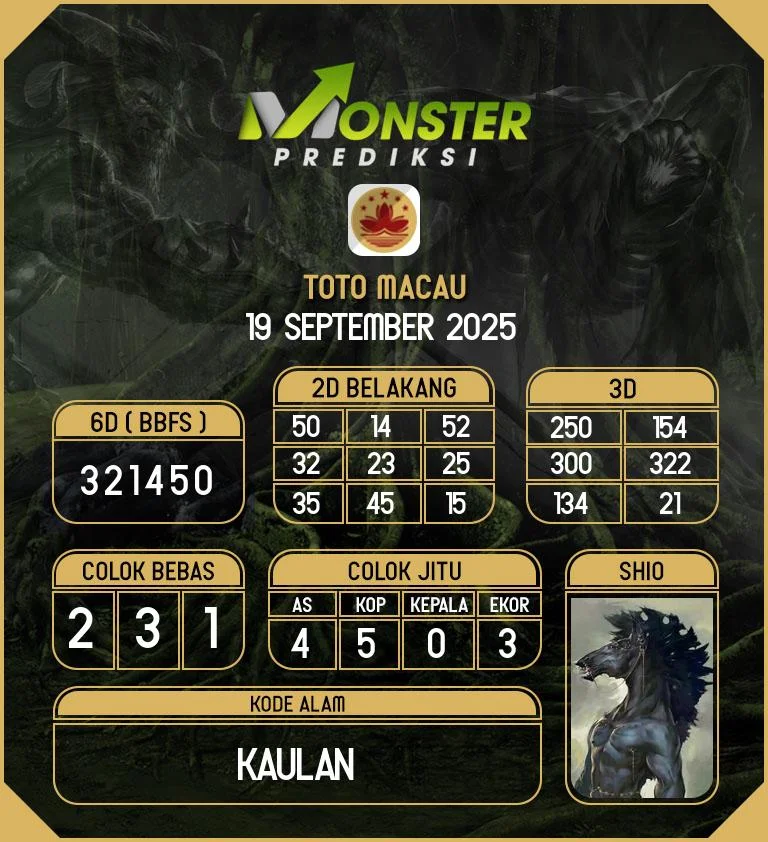 MONSTER
PREDIKSI
TOTO MACAU
19 SEPTEMBER 2025
6D ( BBFS )
321450
2D BELAKANG
50 14 52
32 23 25
35 45 15
3D
250 154
300 322
134 21
COLOK BEBAS
2 3 1
COLOK JITU
AS KOP KEPALA EKOR
4 5 0 3
SHIO
KODE ALAM
KAULAN